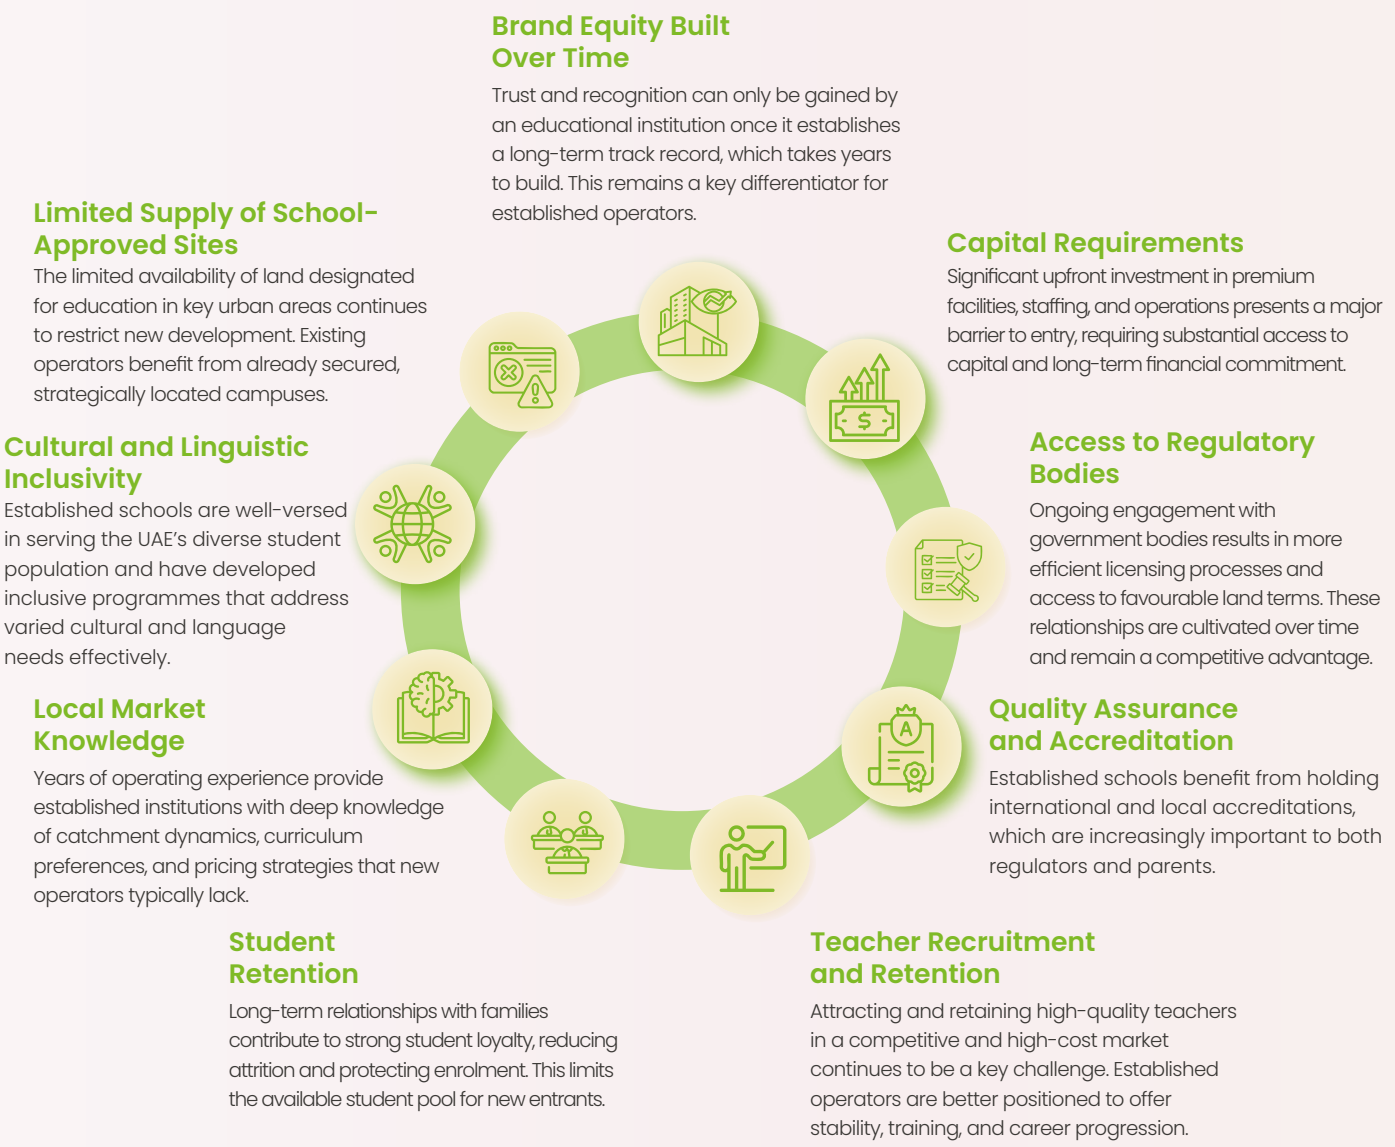 Brand Equity Built
Over Time
Trust and recognition can only be gained by
an educational institution once it establishes
a long-term track record, which takes years
to build. This remains a key differentiator for
established operators.
Capital Requirements
Significant upfront investment in premium
facilities, staffing, and operations presents a major
barrier to entry, requiring substantial access to
capital and long-term financial commitment.
Access to Regulatory
Bodies
Ongoing engagement with
government bodies results in more
efficient licensing processes and
access to favourable land terms. These
relationships are cultivated over time
and remain a competitive advantage.
Quality Assurance
and Accreditation
Established schools benefit from holding
international and local accreditations,
which are increasingly important to both
regulators and parents.
Teacher Recruitment
and Retention
Attracting and retaining high-quality teachers
in a competitive and high-cost market
continues to be a key challenge. Established
operators are better positioned to offer
stability, training, and career progression.
Student
Retention
Long-term relationships with families
contribute to strong student loyalty, reducing
attrition and protecting enrolment. This limits
the available student pool for new entrants.
Local Market
Knowledge
Years of operating experience provide
established institutions with deep knowledge
of catchment dynamics, curriculum
preferences, and pricing strategies that new
operators typically lack.
Cultural and Linguistic
Inclusivity
Established schools are well-versed
in serving the UAE's diverse student
population and have developed
inclusive programmes that address
varied cultural and language
needs effectively.
Limited Supply of School-
Approved Sites
The limited availability of land designated
for education in key urban areas continues
to restrict new development. Existing
operators benefit from already secured,
strategically located campuses.
$
A